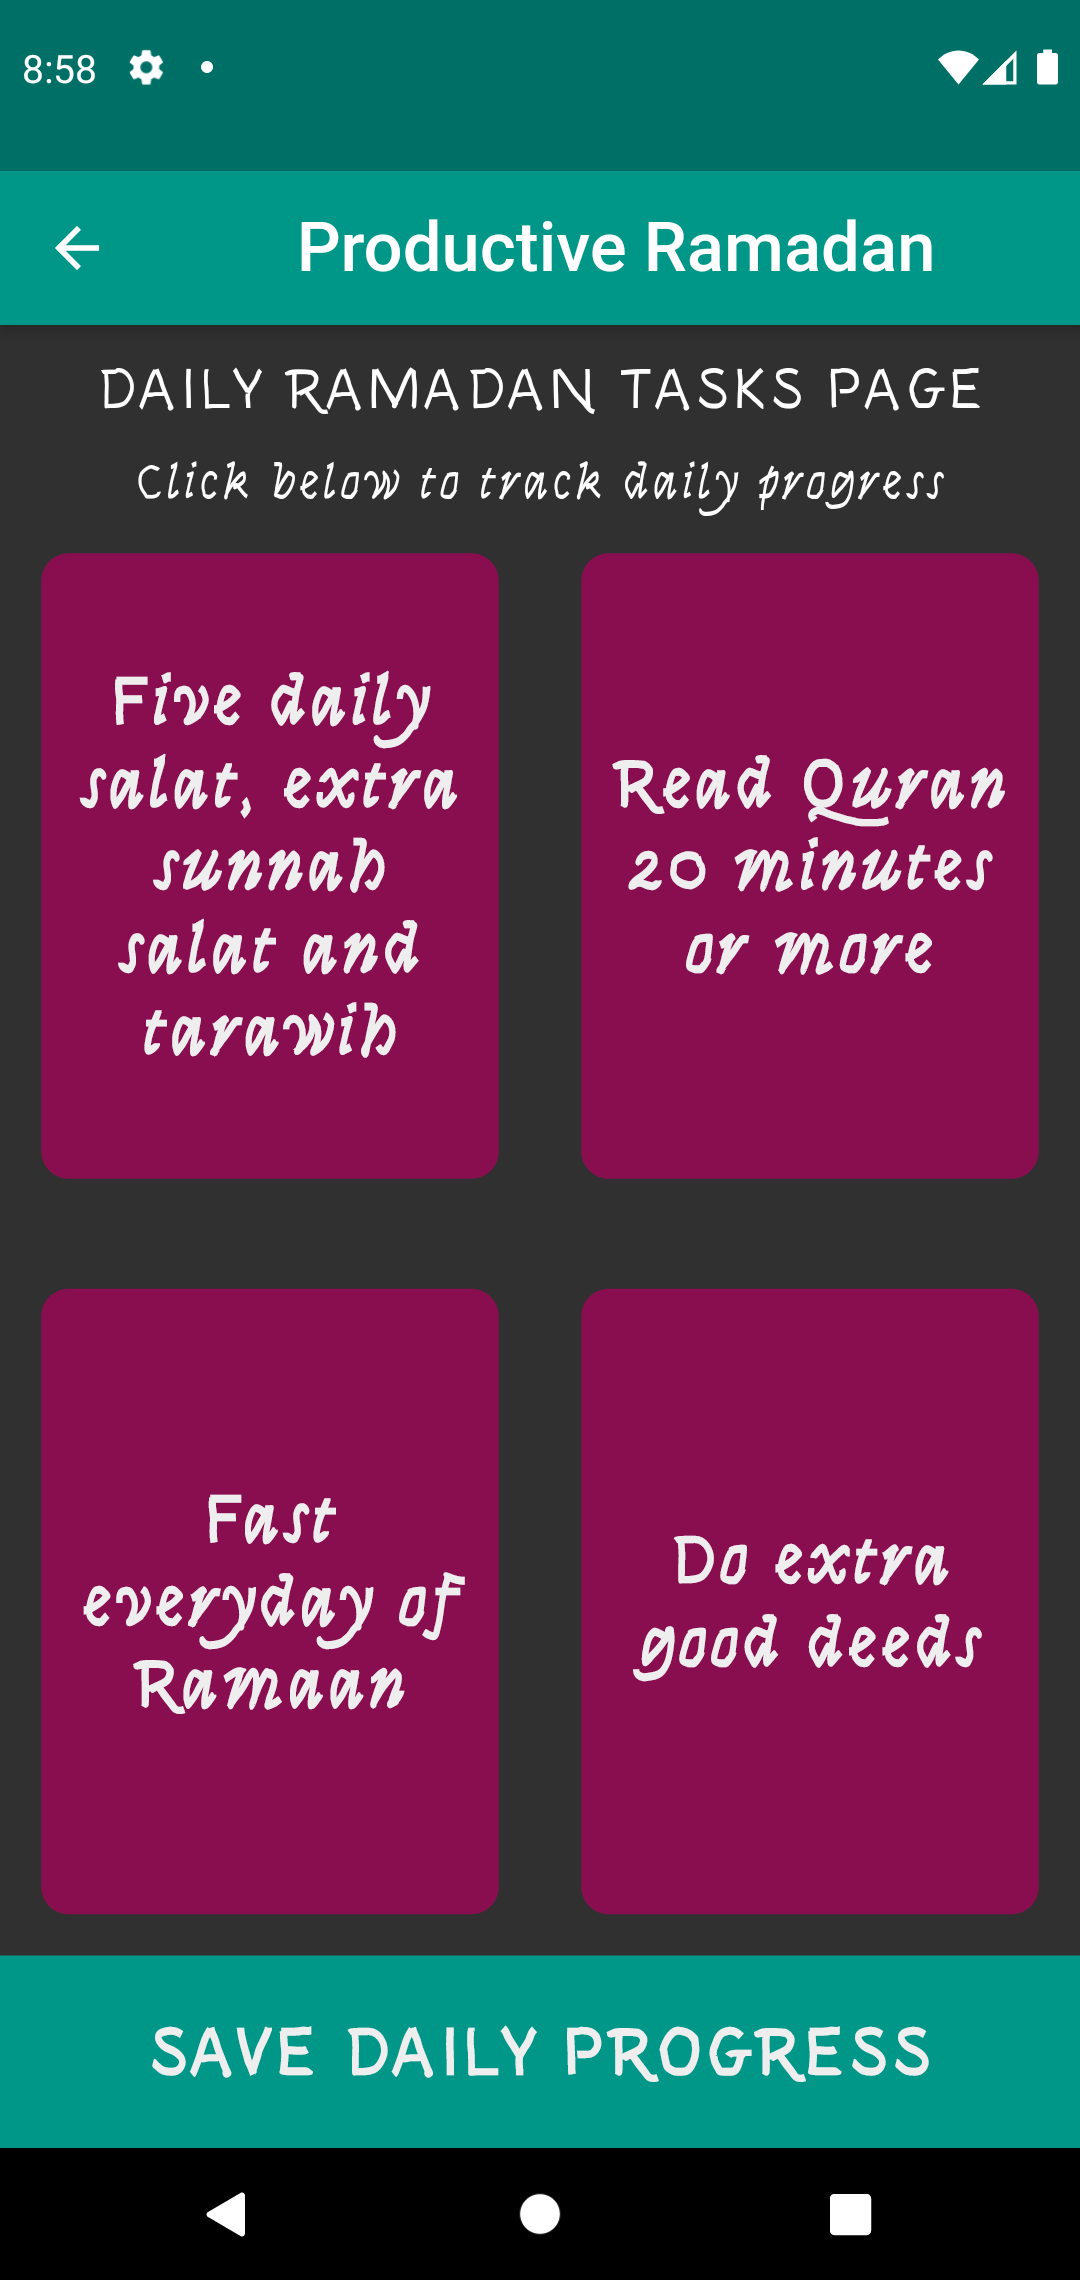 8:58
Productive Ramadan
DAILY RAMADAN TASKS PAGE
Click below to track daily progress
Five daily
salat, extra
sunnah
salat and
tarawih
Read Quran
20 minutes
or more
Fast
everyday of
Ramaan
Do extra
good deeds
SAVE DAILY PROGRESS